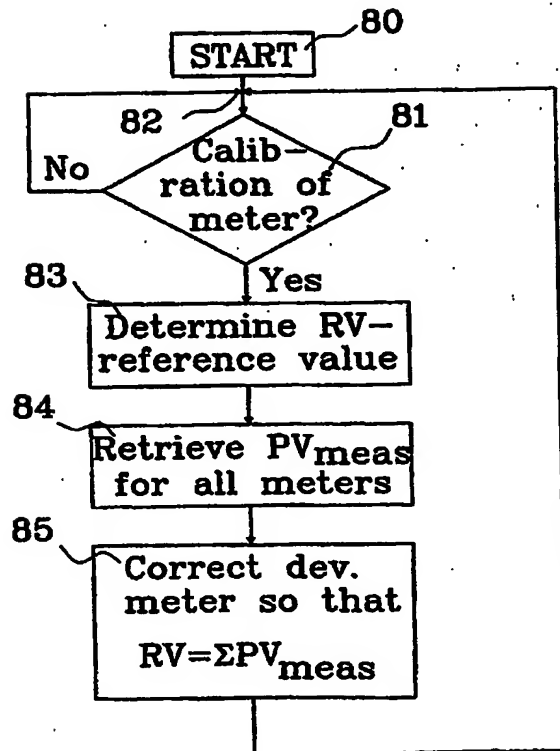 80
START
82
81
Calib-
ration of
meter?
No
Yes
83
Determine RV-
reference value
84
Retrieve PVmeas
for all meters
85
Correct dev.
meter so that
RV=ΣPVmeas